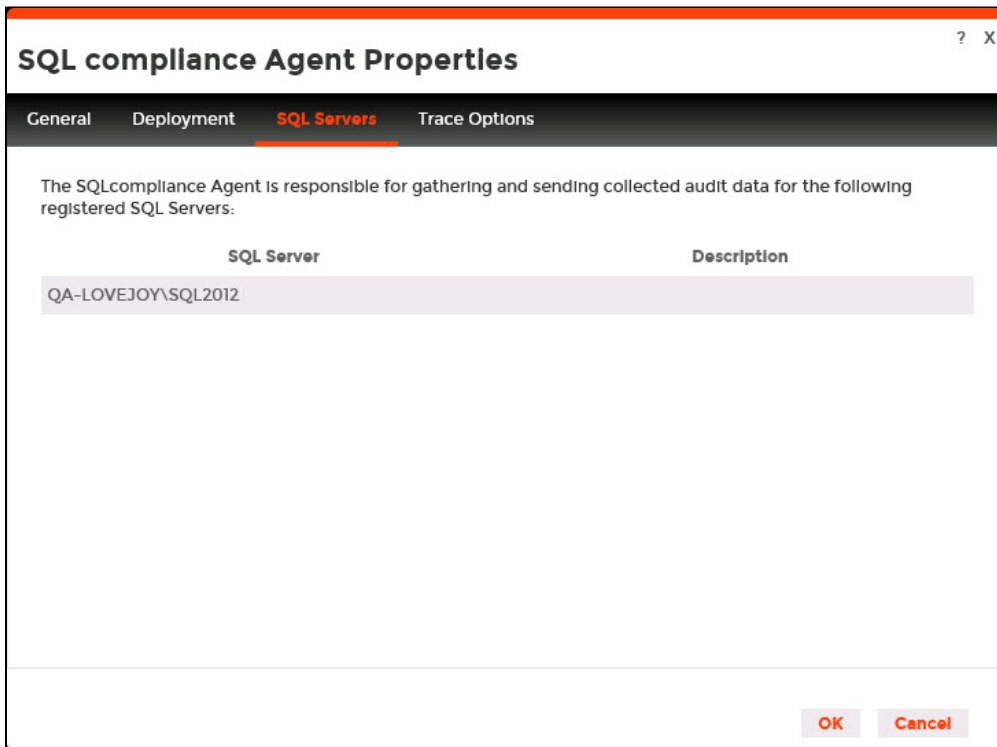 ? X
SQL compliance Agent Properties
General Deployment SQL Servers Trace Options
The SQLcompliance Agent is responsible for gathering and sending collected audit data for the following
registered SQL Servers:
SQL Server Description
QA-LOVEJOY\SQL2012
OK Cancel